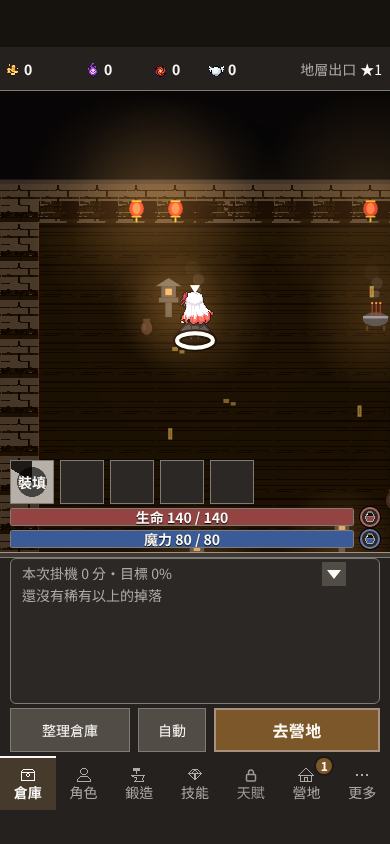 0 0 0 0 地層出口 ★1
裝填
生命 140 / 140
魔力 80 / 80
本次掛機 0 分・目標 0%
還沒有稀有以上的掉落
整理倉庫 自動 去營地
1
倉庫 角色 鍛造 技能 天賦 營地 更多